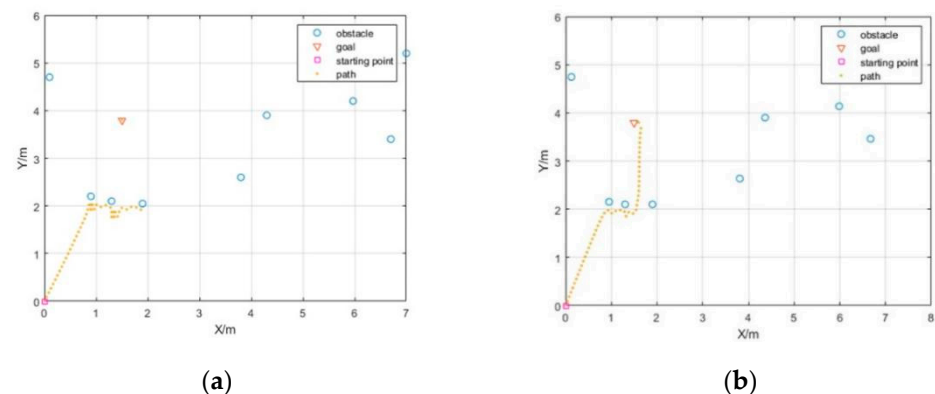 6
5
4
3
2
1
0
Y/m
0 1 2 3 4 5 6 7
X/m
obstacle
goal
starting point
path
(a)
6
5
4
3
2
1
0
Y/m
0 1 2 3 4 5 6 7 8
X/m
obstacle
goal
starting point
path
(b)